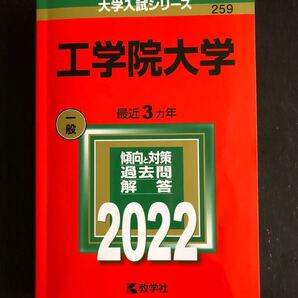 大学入試シリーズ
259
工学院大学
一般
最近3ヵ年
傾向と対策
過去問
解答
2022
教学社